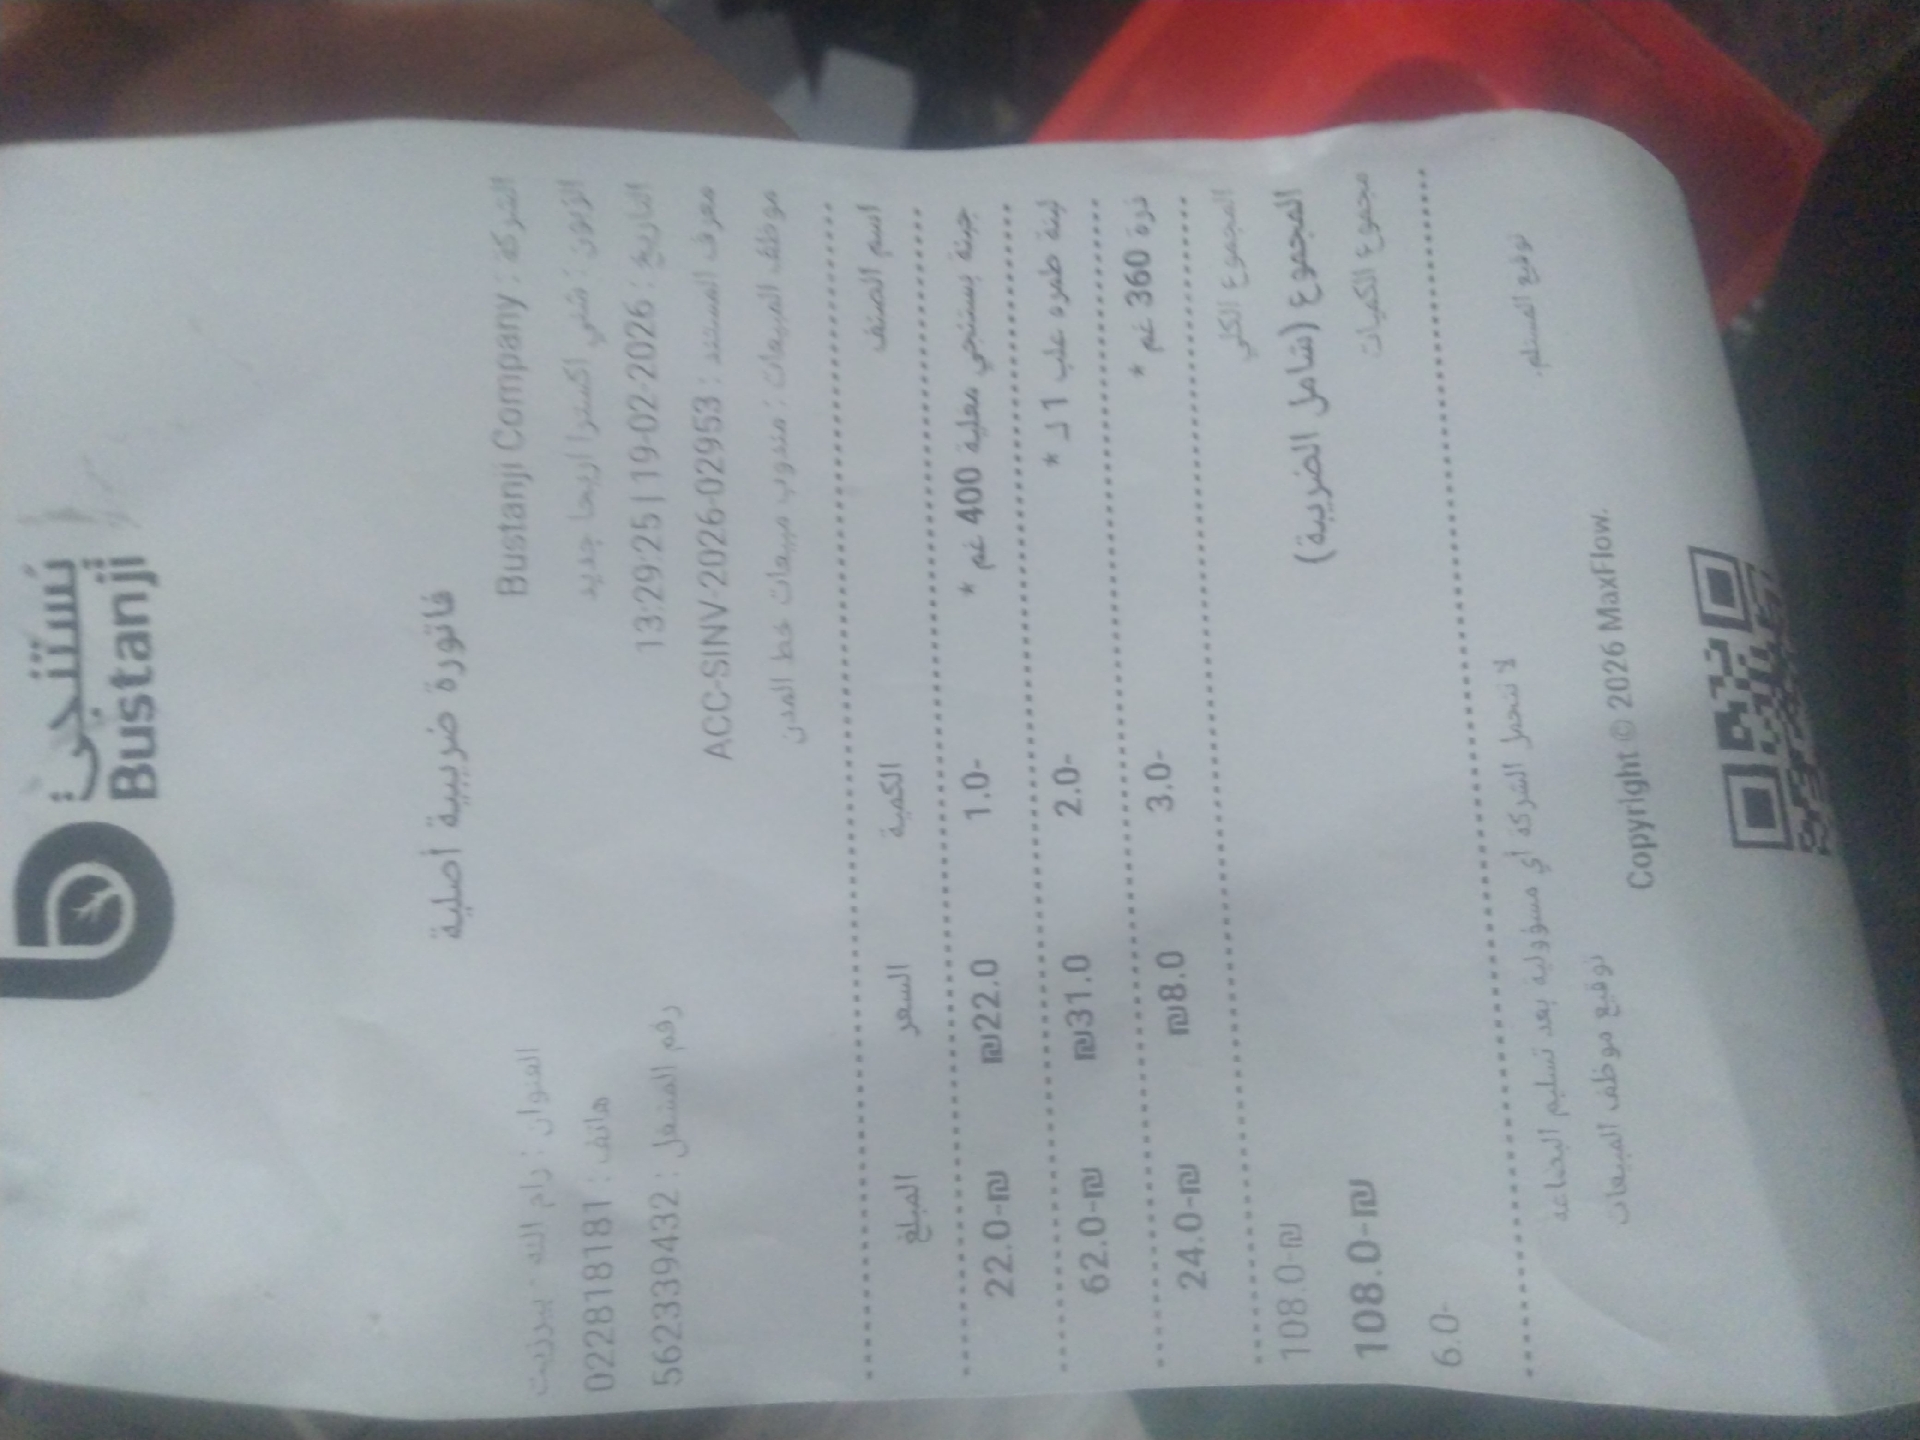 بُستنجي
Bustanji
فاتورة ضريبية أصلية
الشركة : Bustanji Company
العنوان : رام الله - بيرزيت
الزبون : شني اكسترا اريحا جديد
هاتف : 022818181
التاريخ : 2026-02-19 | 13:29:25
رقم المشغل : 562339432
معرف المستند : ACC-SINV-2026-02953
موظف المبيعات : مندوب مبيعات خط المدن
اسم الصنف الكمية السعر المبلغ
جبنة بستنجي مغلية 400 غم * 1.0- ₪22.0 22.0-₪
لبنة طمره علب 1 ك * 2.0- ₪31.0 62.0-₪
ذرة 360 غم * 3.0- ₪8.0 24.0-₪
المجموع الكلي 108.0-₪
المجموع (شامل الضريبة) 108.0-₪
مجموع الكميات 6.0-
لا تتحمل الشركة أي مسؤولية بعد تسليم البضاعة
توقيع المستلم. توقيع موظف المبيعات
Copyright © 2026 MaxFlow.